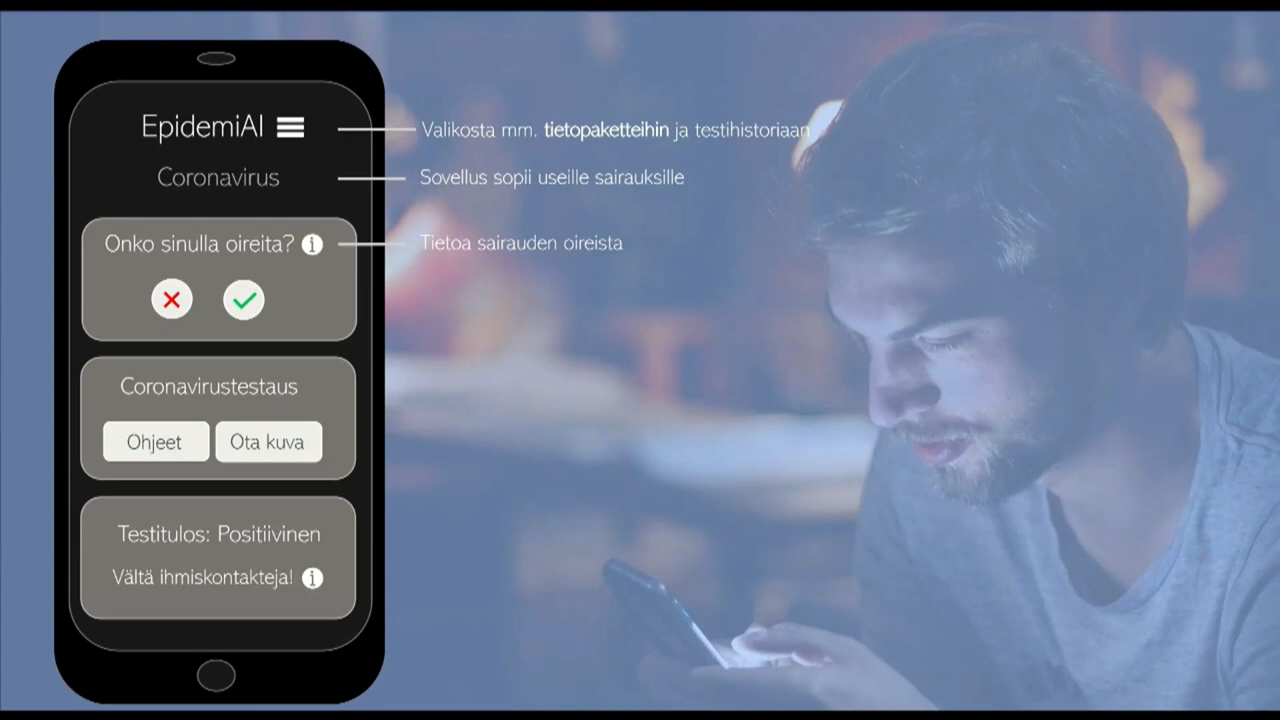 EpidemiAI
Valikosta mm. tietopaketteihin ja testihistoriaan
Coronavirus
Sovellus sopii useille sairauksille
Onko sinulla oireita? i
Tietoa sairauden oireista
Coronavirustestaus
Ohjeet
Ota kuva
Testitulos: Positiivinen
Vältä ihmiskontakteja! i